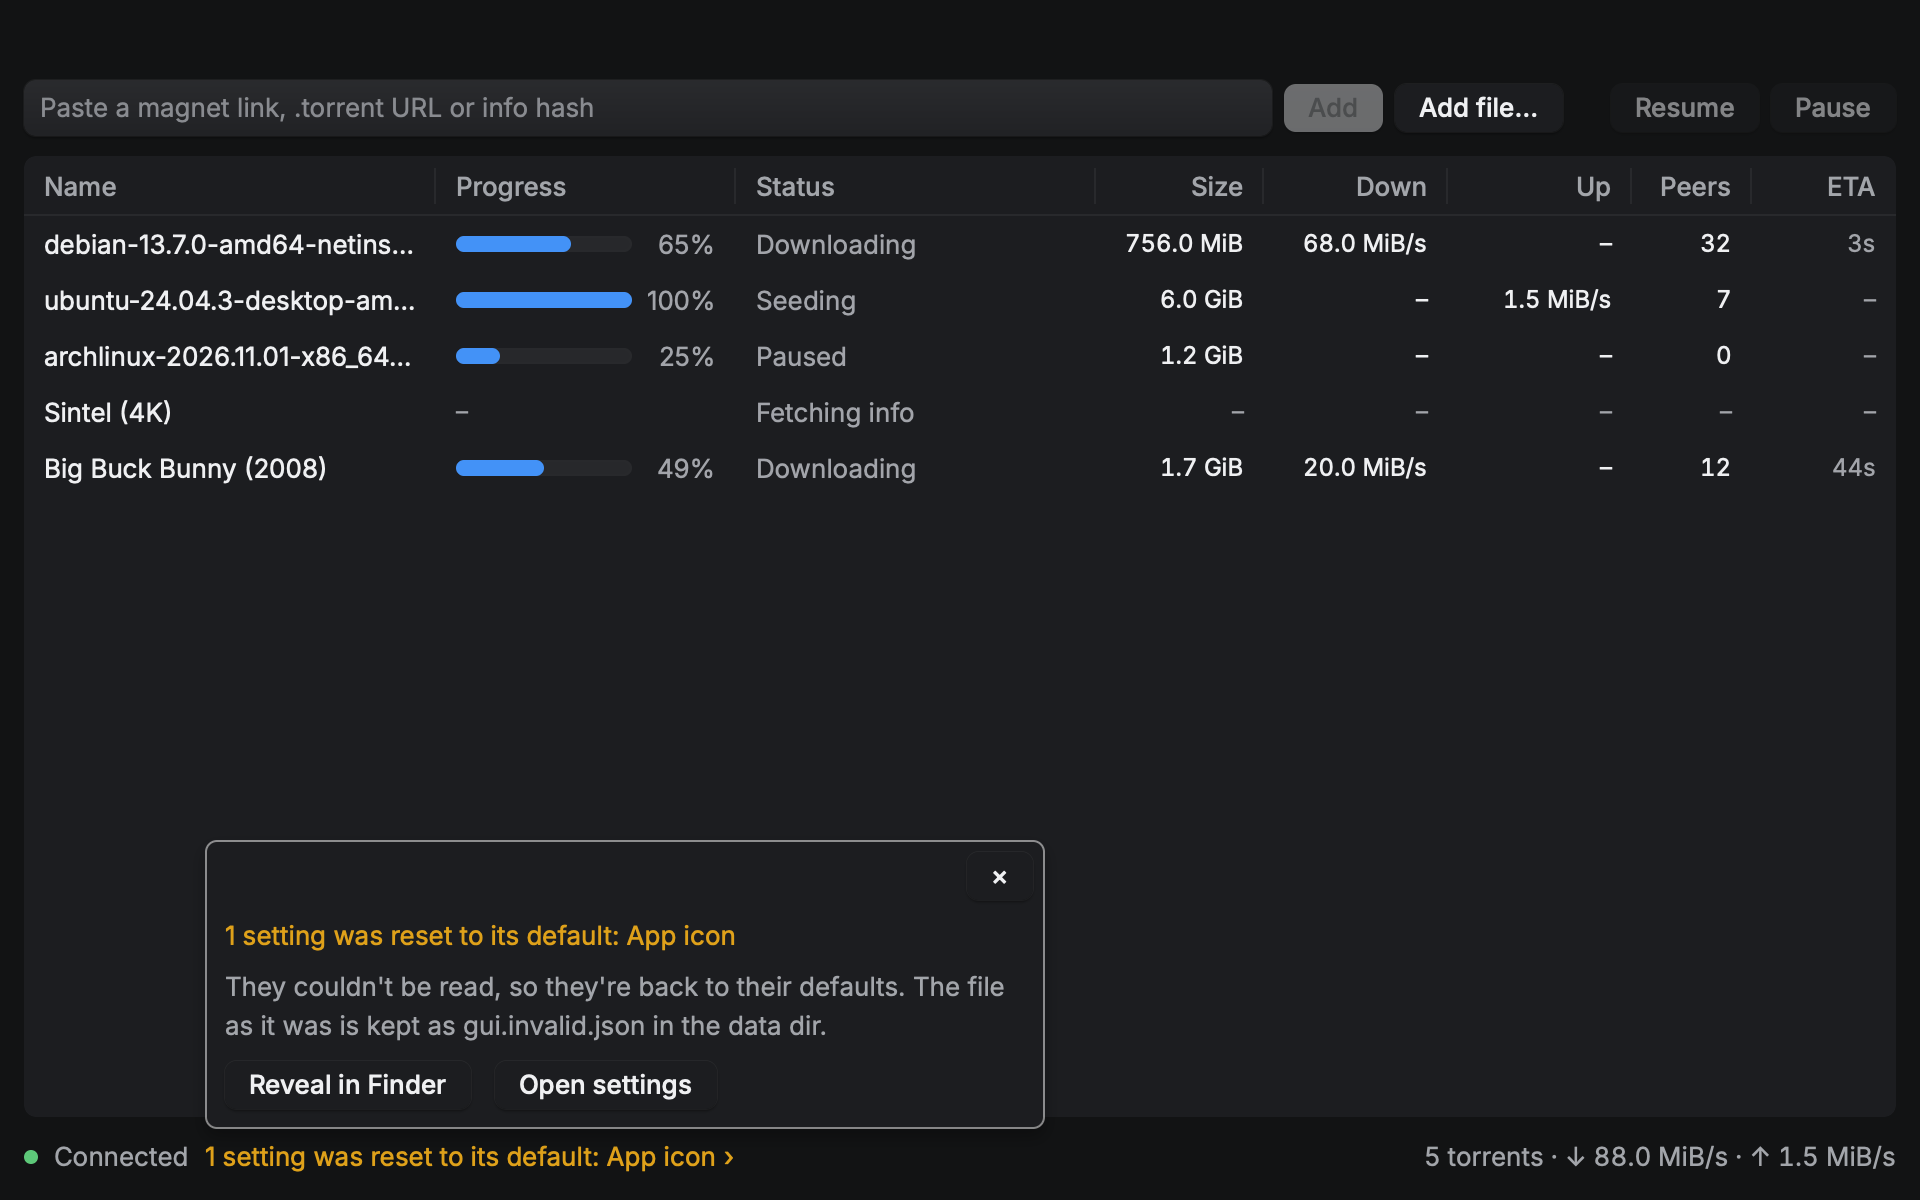 Paste a magnet link, .torrent URL or info hash Add Add file... Resume Pause
Name Progress Status Size Down Up Peers ETA
debian-13.7.0-amd64-netins... 65% Downloading 756.0 MiB 68.0 MiB/s – 32 3s
ubuntu-24.04.3-desktop-am... 100% Seeding 6.0 GiB – 1.5 MiB/s 7 –
archlinux-2026.11.01-x86_64... 25% Paused 1.2 GiB – – 0 –
Sintel (4K) – Fetching info – – – – –
Big Buck Bunny (2008) 49% Downloading 1.7 GiB 20.0 MiB/s – 12 44s
×
1 setting was reset to its default: App icon
They couldn't be read, so they're back to their defaults. The file
as it was is kept as gui.invalid.json in the data dir.
Reveal in Finder Open settings
Connected 1 setting was reset to its default: App icon › 5 torrents · ↓ 88.0 MiB/s · ↑ 1.5 MiB/s